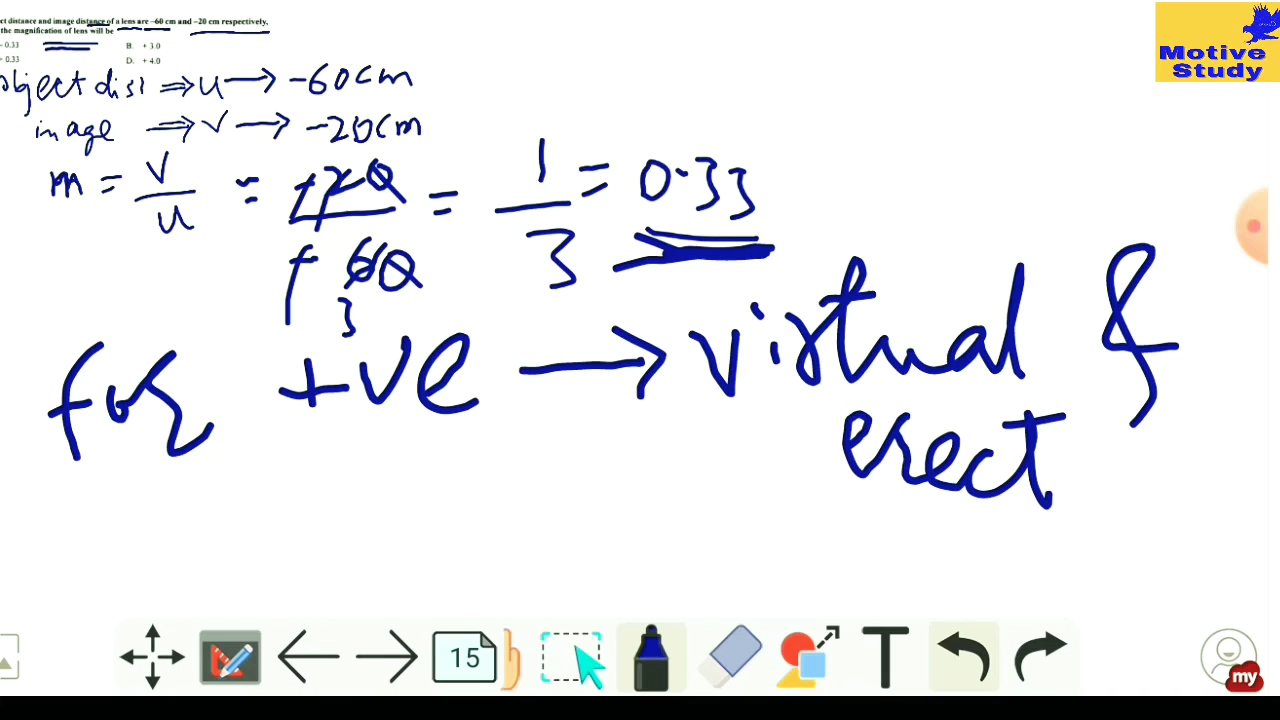 ct distance and image distance of a lens are –60 cm and –20 cm respectively,
the magnification of lens will be
– 0.33 B. + 3.0
+ 0.33 D. + 4.0
object dist ⇒ u → -60cm
image ⇒ v → -20cm
m = v/u = +20/+60 = 1/3 = 0.33
3
for +ve → virtual &
erect
Motive
Study
15
T
my